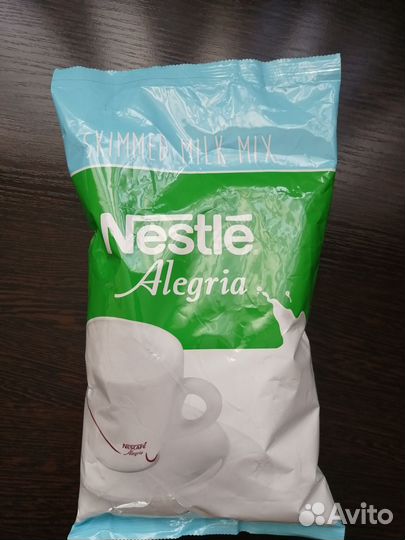 SKIMMED MILK MIX
Nestlé
Alegria
NESCAFÉ
Alegria
Avito